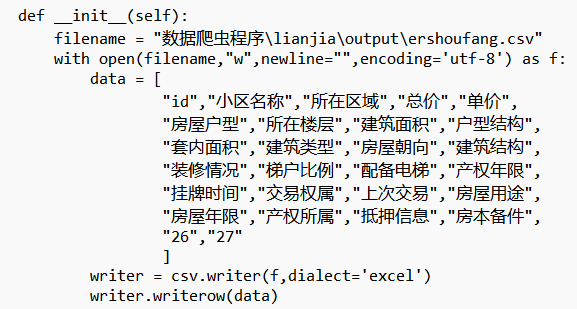 def __init__(self):
    filename = "数据爬虫程序\lianjia\output\ershoufang.csv"
    with open(filename,"w",newline="",encoding='utf-8') as f:
        data = [
                "id","小区名称","所在区域","总价","单价",
                "房屋户型","所在楼层","建筑面积","户型结构",
                "套内面积","建筑类型","房屋朝向","建筑结构",
                "装修情况","梯户比例","配备电梯","产权年限",
                "挂牌时间","交易权属","上次交易","房屋用途",
                "房屋年限","产权所属","抵押信息","房本备件",
                "26","27"
                ]
        writer = csv.writer(f,dialect='excel')
        writer.writerow(data)